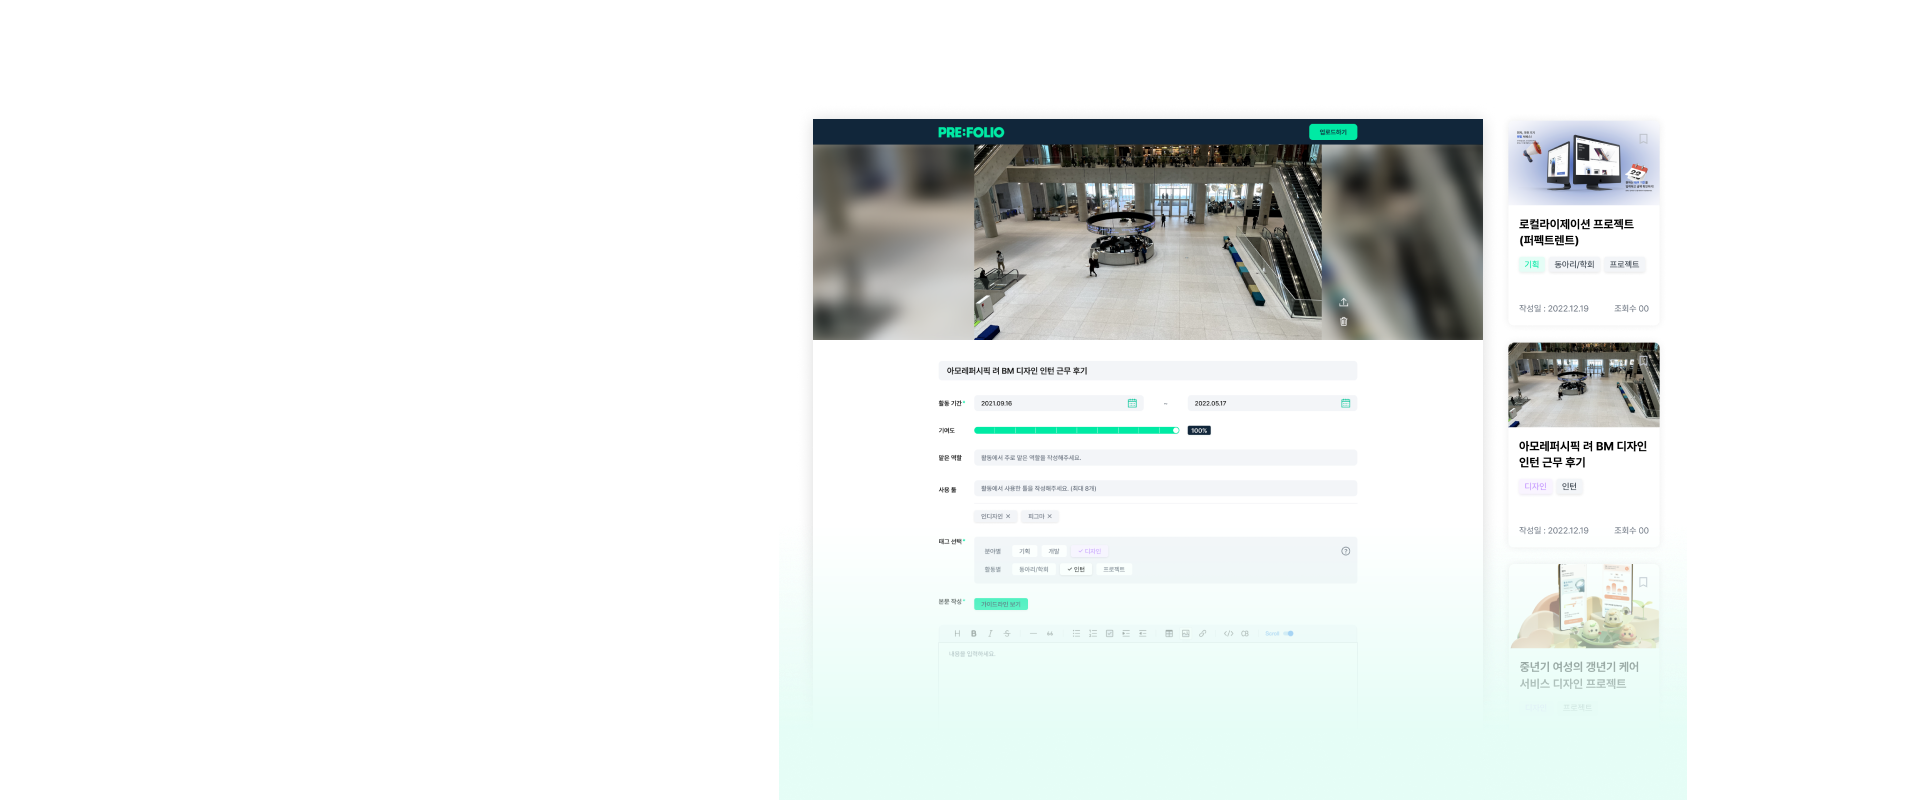 PRE:FOLIO
업로드하기
아모레퍼시픽 려 BM 디자인 인턴 근무 후기
활동 기간*
2021.09.16
-
2022.05.17
기여도
100%
맡은 역할
활동에서 주로 맡은 역할을 작성해주세요.
사용 툴
활동에서 사용한 툴을 작성해주세요. (최대 8개)
인디자인 ×
피그마 ×
태그 선택*
분야별
기획
개발
✓ 디자인
활동별
동아리/학회
✓ 인턴
프로젝트
본문 작성*
가이드라인 보기
H B I S
CB
Scroll
내용을 입력하세요.
로컬라이제이션 프로젝트
(퍼펙트렌트)
기획
동아리/학회
프로젝트
작성일 : 2022.12.19
조회수 00
아모레퍼시픽 려 BM 디자인
인턴 근무 후기
디자인
인턴
작성일 : 2022.12.19
조회수 00
중년기 여성의 갱년기 케어
서비스 디자인 프로젝트
프로젝트